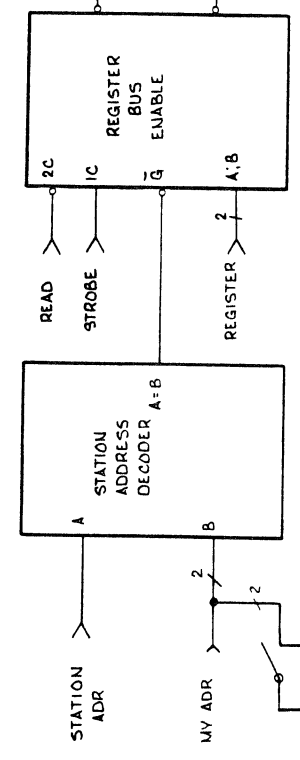 REGISTER
BUS
ENABLE
2C
1C
G̅
A;B
2
READ
STROBE
REGISTER
STATION
ADDRESS
DECODER
A=B
A
B
2
2
STATION
ADR
MY ADR